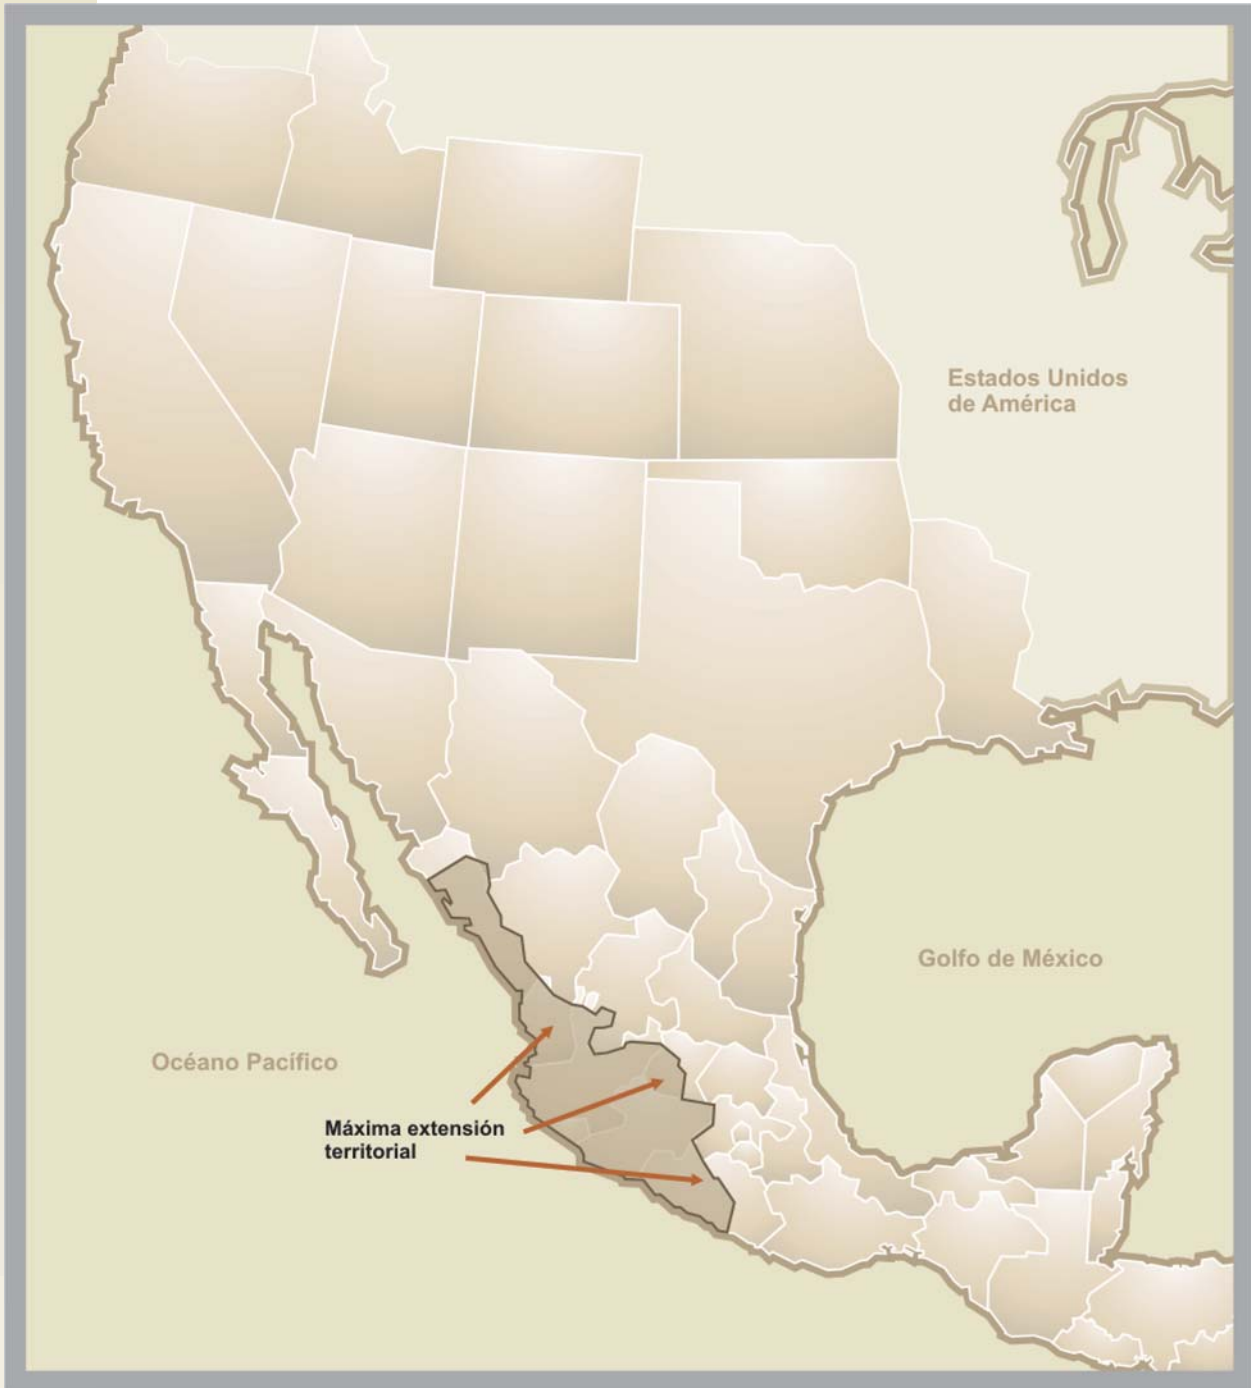 Estados Unidos
de América
Golfo de México
Océano Pacífico
Máxima extensión
territorial